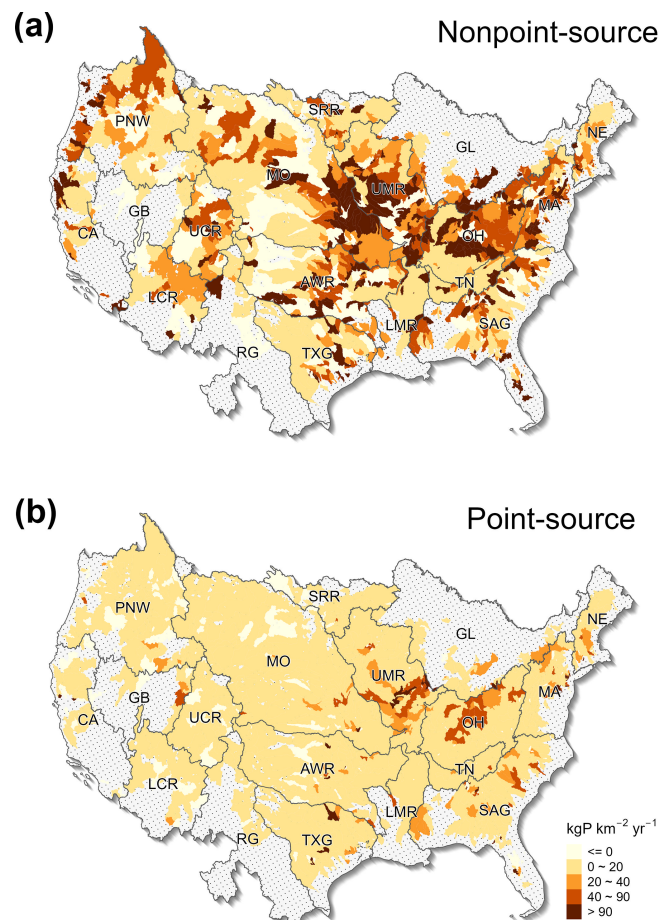 (a)
Nonpoint-source
SRR
PNW
GL
NE
MO
UMR
MA
GB
CA
UCR
OH
AWR
TN
LCR
LMR
SAG
RG
TXG
(b)
Point-source
SRR
PNW
NE
GL
MO
UMR
GB
MA
CA
UCR
OH
AWR
TN
LCR
LMR
SAG
RG
TXG
kgP km⁻² yr⁻¹
<= 0
0 ~ 20
20 ~ 40
40 ~ 90
> 90